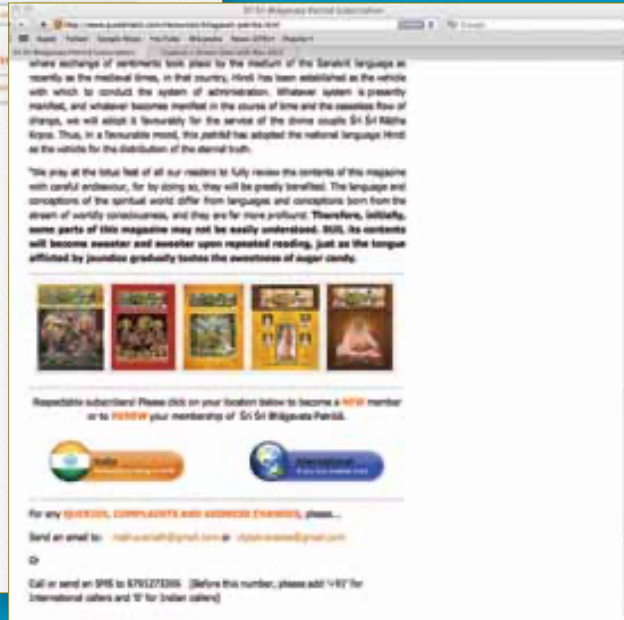 Śrī Śrī Bhāgavata Patrikā Subscription
where exchange of sentiments took place by the medium of the Sanskrit language as
recently as the medieval times, in that country, Hindi has been established as the vehicle
with which to conduct the system of administration. Whatever system is presently
manifest, and whatever becomes manifest in the course of time and the ceaseless flow of
change, we will adopt it favourably for the service of the divine couple Śrī Śrī Rādhā
Kṛṣṇa. Thus, in a favourable mood, this patrikā has adopted the national language Hindi
as the vehicle for the distribution of the eternal truth.
"We pray at the lotus feet of all our readers to fully review the contents of this magazine
with careful endeavour, for by doing so, they will be greatly benefited. The language and
conceptions of the spiritual world differ from languages and conceptions born from the
stream of worldly consciousness, and they are far more profound. Therefore, initially,
some parts of this magazine may not be easily understood. Still, its contents
will become sweeter and sweeter upon repeated reading, just as the tongue
afflicted by jaundice gradually tastes the sweetness of sugar candy.
Respectable subscribers! Please click on your location below to become a NEW member
or to RENEW your membership of Śrī Śrī Bhāgavata Patrikā.
India
International
For any QUERIES, COMPLAINTS AND ADDRESS CHANGES, please...
Send an email to: or
Or
Call or send an SMS to [Before this number, please add '+91' for
International callers and '0' for Indian callers]